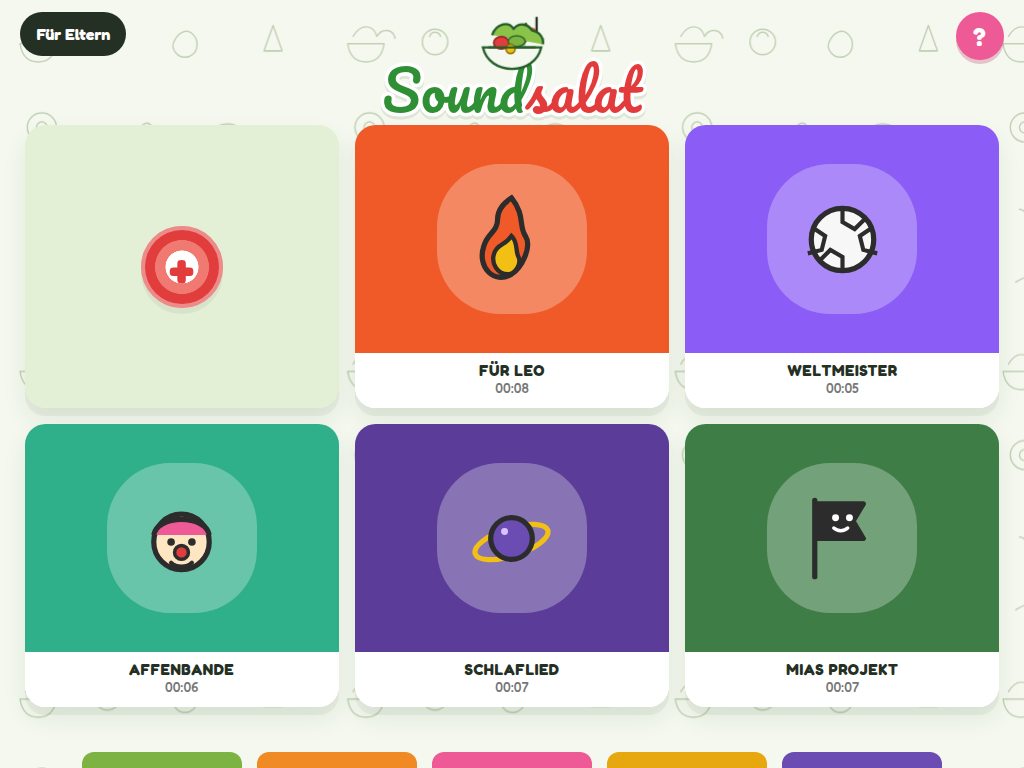 Für Eltern
?
Soundsalat
FÜR LEO
00:08
WELTMEISTER
00:05
AFFENBANDE
00:06
SCHLAFLIED
00:07
MIAS PROJEKT
00:07